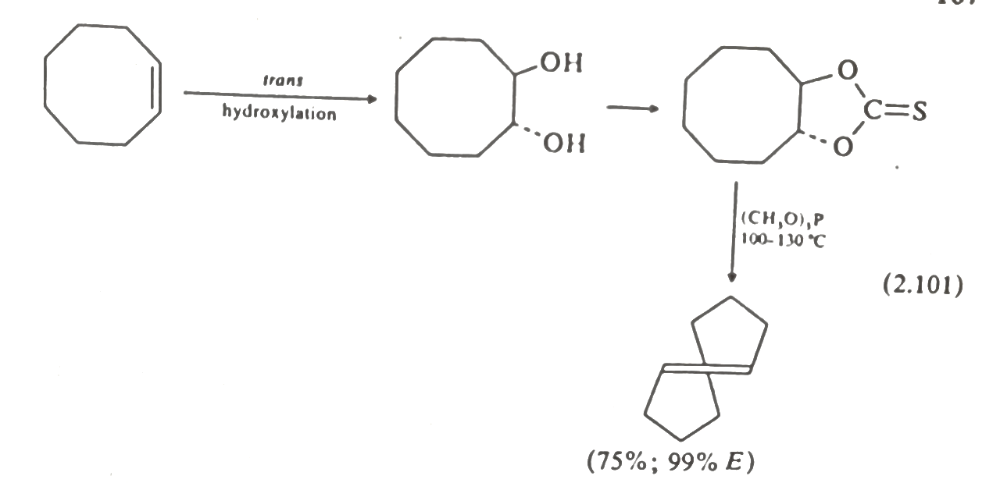 trans
hydroxylation
OH
OH
O
C=S
O
(CH₃O)₃P
100-130 °C
(2.101)
(75%; 99% E)